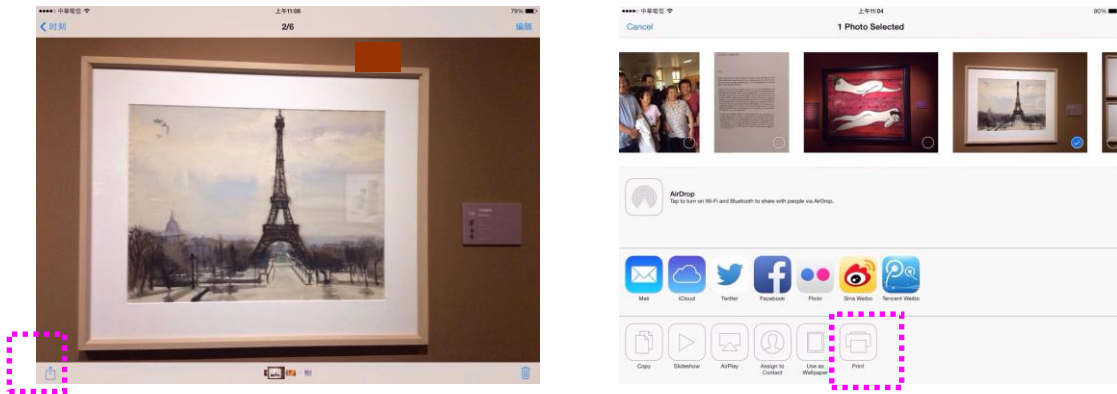 中華電信
上午11:06
79%
时刻
2/6
编辑
中華電信
上午11:04
80%
Cancel
1 Photo Selected
AirDrop
Tap to turn on Wi-Fi and Bluetooth to share with people via AirDrop.
Mail
iCloud
Twitter
Facebook
Flickr
Sina Weibo
Tencent Weibo
Copy
Slideshow
AirPlay
Assign to
Contact
Use as
Wallpaper
Print